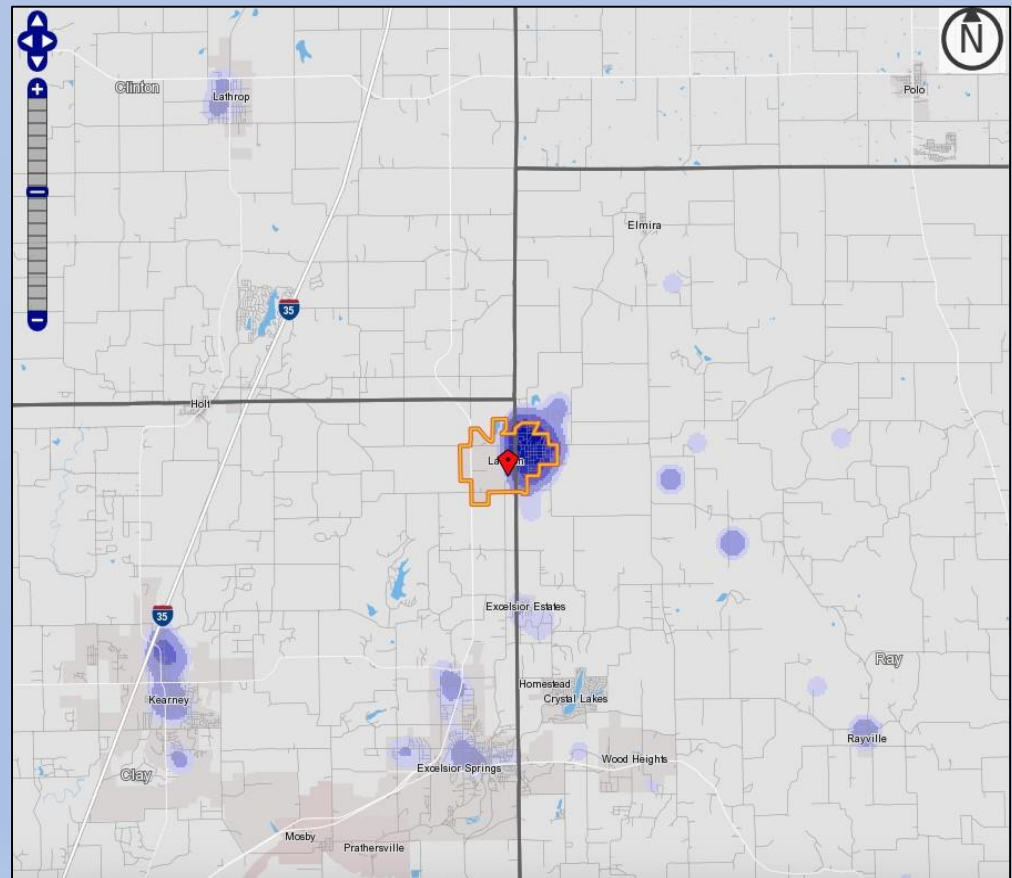 N
Clinton
Lathrop
Polo
Elmira
35
Holt
35
Excelsior Estates
Ray
Homestead
Crystal Lakes
Kearney
Rayville
Wood Heights
Excelsior Springs
Clay
Mosby
Prathersville